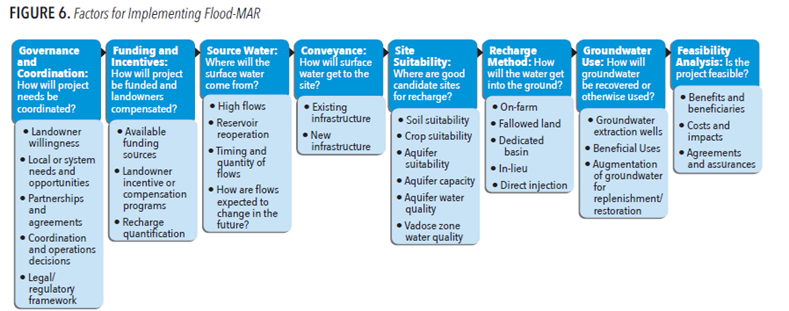 FIGURE 6. Factors for Implementing Flood-MAR
Governance
and
Coordination:
How will project
needs be
coordinated?
• Landowner
willingness
• Local or system
needs and
opportunities
• Partnerships
and
agreements
• Coordination
and operations
decisions
• Legal/
regulatory
framework
Funding and
Incentives:
How will project
be funded and
landowners
compensated?
• Available
funding
sources
• Landowner
incentive or
compensation
programs
• Recharge
quantification
Source Water:
Where will the
surface water
come from?
• High flows
• Reservoir
reoperation
• Timing and
quantity of
flows
• How are flows
expected to
change in the
future?
Conveyance:
How will surface
water get to the
site?
• Existing
infrastructure
• New
infrastructure
Site
Suitability:
Where are good
candidate sites
for recharge?
• Soil suitability
• Crop suitability
• Aquifer
suitability
• Aquifer capacity
• Aquifer water
quality
• Vadose zone
water quality
Recharge
Method: How
will the water get
into the ground?
• On-farm
• Fallowed land
• Dedicated
basin
• In-lieu
• Direct injection
Groundwater
Use: How will
groundwater
be recovered or
otherwise used?
• Groundwater
extraction wells
• Beneficial Uses
• Augmentation
of groundwater
for
replenishment/
restoration
Feasibility
Analysis: Is the
project feasible?
• Benefits and
beneficiaries
• Costs and
impacts
• Agreements
and assurances